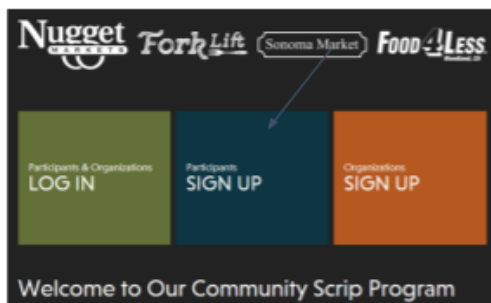 Nugget
MARKETS
Fork Lift
Sonoma Market
FOOD 4 LESS
Participants & Organizations
LOG IN
Participants
SIGN UP
Organizations
SIGN UP
Welcome to Our Community Scrip Program